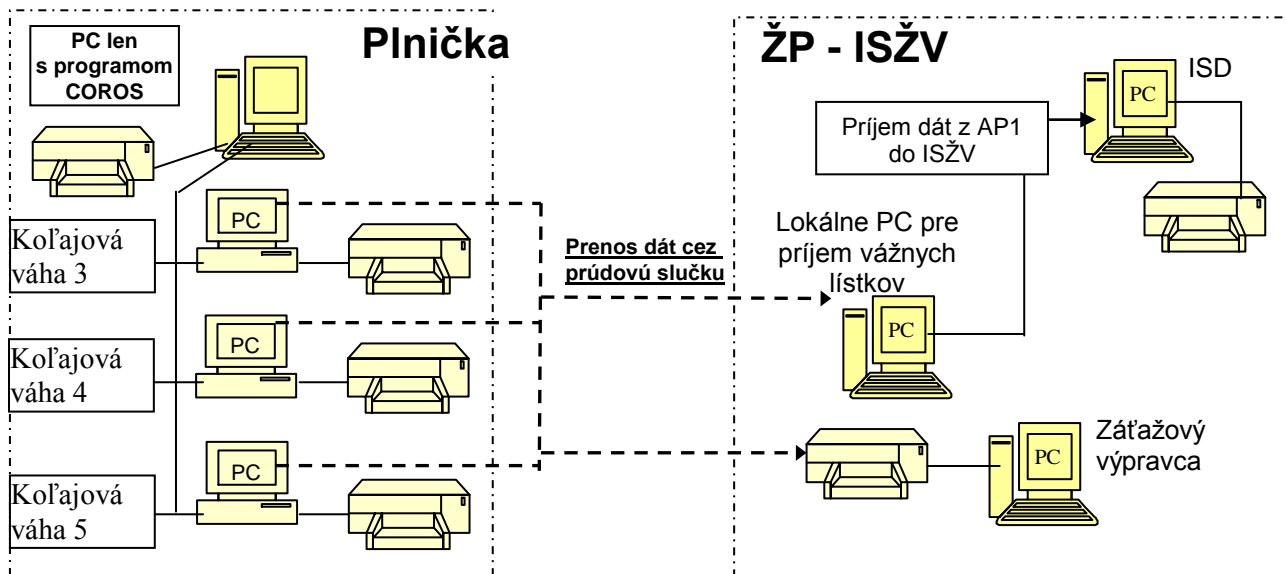 PC len
s programom
COROS
Plnička
Koľajová
váha 3
PC
Koľajová
váha 4
PC
Koľajová
váha 5
PC
Prenos dát cez
prúdovú slučku
ŽP - ISŽV
ISD
PC
Príjem dát z AP1
do ISŽV
Lokálne PC pre
príjem vážnych
lístkov
PC
Záťažový
výpravca
PC